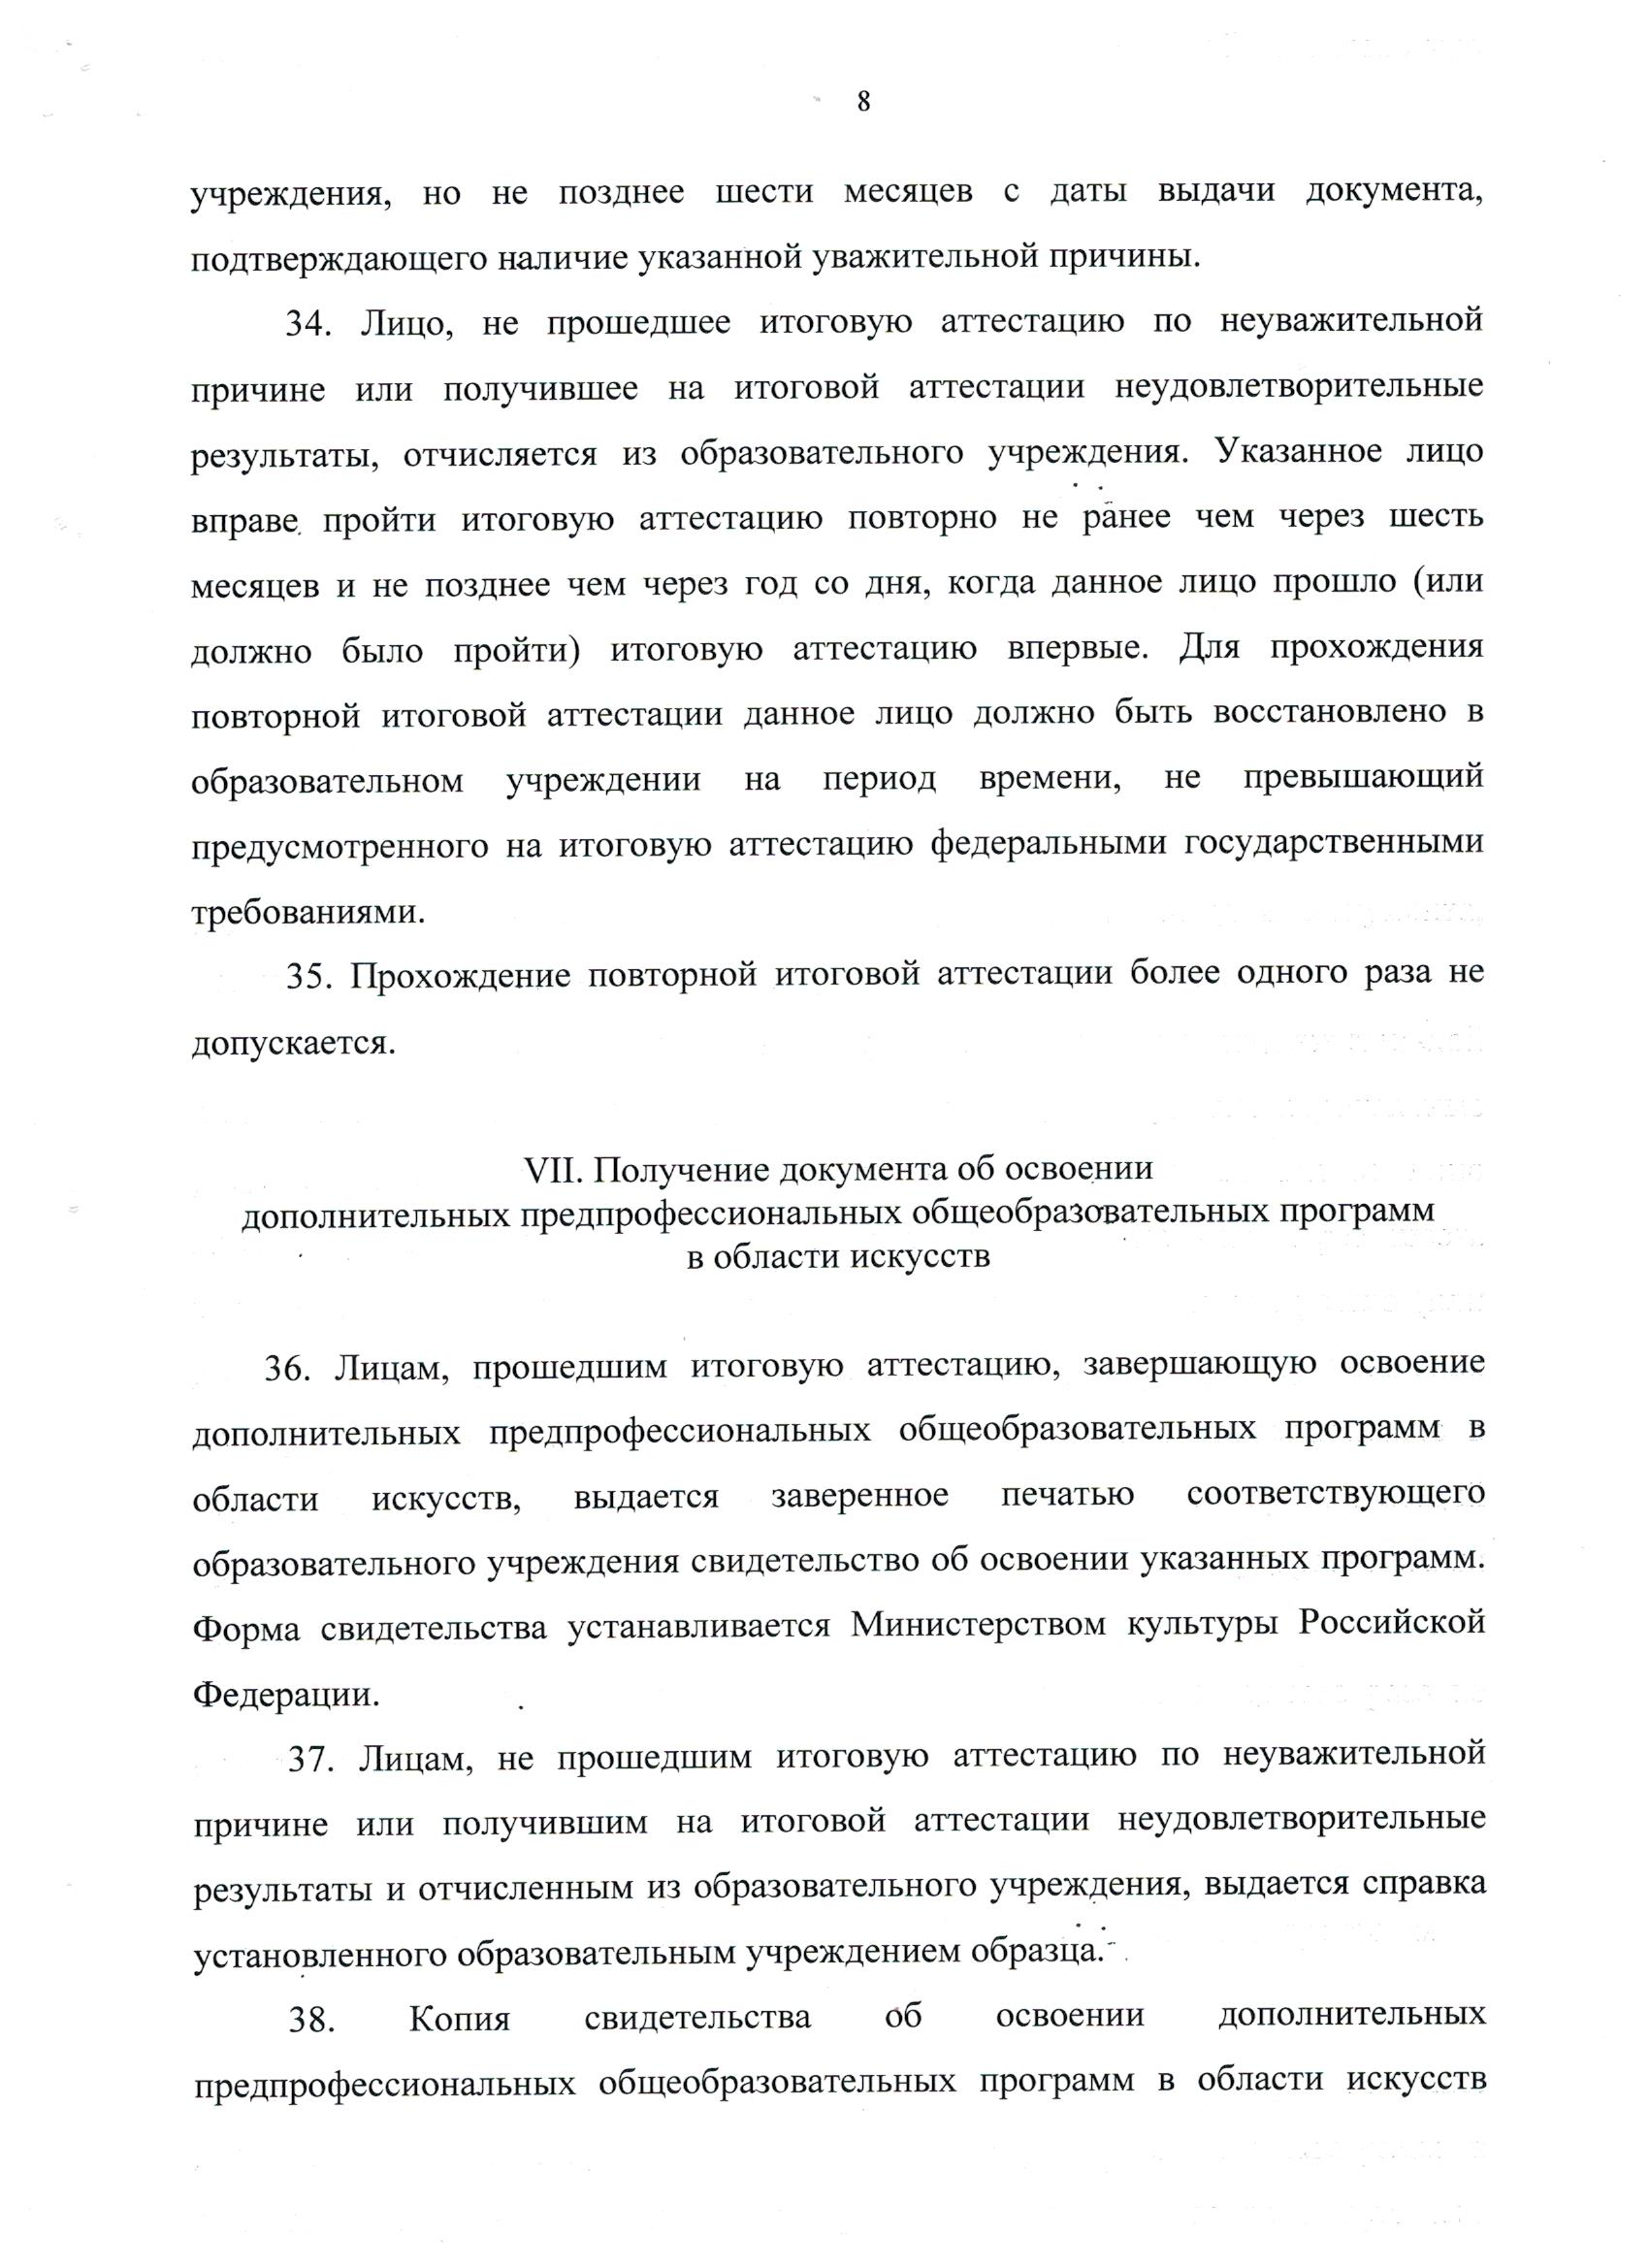 8
учреждения, но не позднее шести месяцев с даты выдачи документа,
подтверждающего наличие указанной уважительной причины.
34. Лицо, не прошедшее итоговую аттестацию по неуважительной
причине или получившее на итоговой аттестации неудовлетворительные
результаты, отчисляется из образовательного учреждения. Указанное лицо
вправе пройти итоговую аттестацию повторно не ранее чем через шесть
месяцев и не позднее чем через год со дня, когда данное лицо прошло (или
должно было пройти) итоговую аттестацию впервые. Для прохождения
повторной итоговой аттестации данное лицо должно быть восстановлено в
образовательном учреждении на период времени, не превышающий
предусмотренного на итоговую аттестацию федеральными государственными
требованиями.
35. Прохождение повторной итоговой аттестации более одного раза не
допускается.
VII. Получение документа об освоении
дополнительных предпрофессиональных общеобразовательных программ
в области искусств
36. Лицам, прошедшим итоговую аттестацию, завершающую освоение
дополнительных предпрофессиональных общеобразовательных программ в
области искусств, выдается заверенное печатью соответствующего
образовательного учреждения свидетельство об освоении указанных программ.
Форма свидетельства устанавливается Министерством культуры Российской
Федерации.
37. Лицам, не прошедшим итоговую аттестацию по неуважительной
причине или получившим на итоговой аттестации неудовлетворительные
результаты и отчисленным из образовательного учреждения, выдается справка
установленного образовательным учреждением образца.
38. Копия свидетельства об освоении дополнительных
предпрофессиональных общеобразовательных программ в области искусств